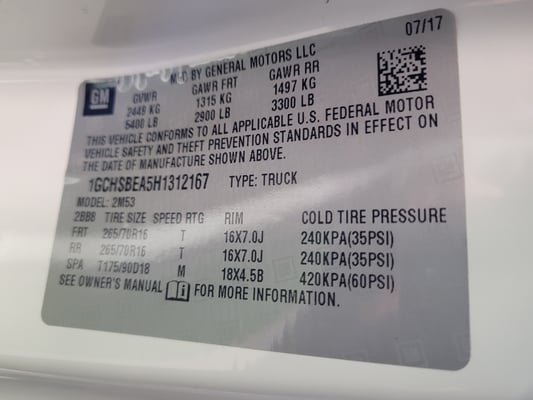 07/17
MFD BY GENERAL MOTORS LLC
GM
GVWR GAWR FRT GAWR RR
2449 KG 1315 KG 1497 KG
5400 LB 2900 LB 3300 LB
THIS VEHICLE CONFORMS TO ALL APPLICABLE U.S. FEDERAL MOTOR
VEHICLE SAFETY AND THEFT PREVENTION STANDARDS IN EFFECT ON
THE DATE OF MANUFACTURE SHOWN ABOVE.
1GCHSBEA5H1312167 TYPE: TRUCK
MODEL: 2M53
2BBB TIRE SIZE SPEED RTG RIM COLD TIRE PRESSURE
FRT 265/70R16 T 16X7.0J 240KPA(35PSI)
RR 265/70R16 T 16X7.0J 240KPA(35PSI)
SPA T175/90D18 M 18X4.5B 420KPA(60PSI)
SEE OWNER'S MANUAL FOR MORE INFORMATION.